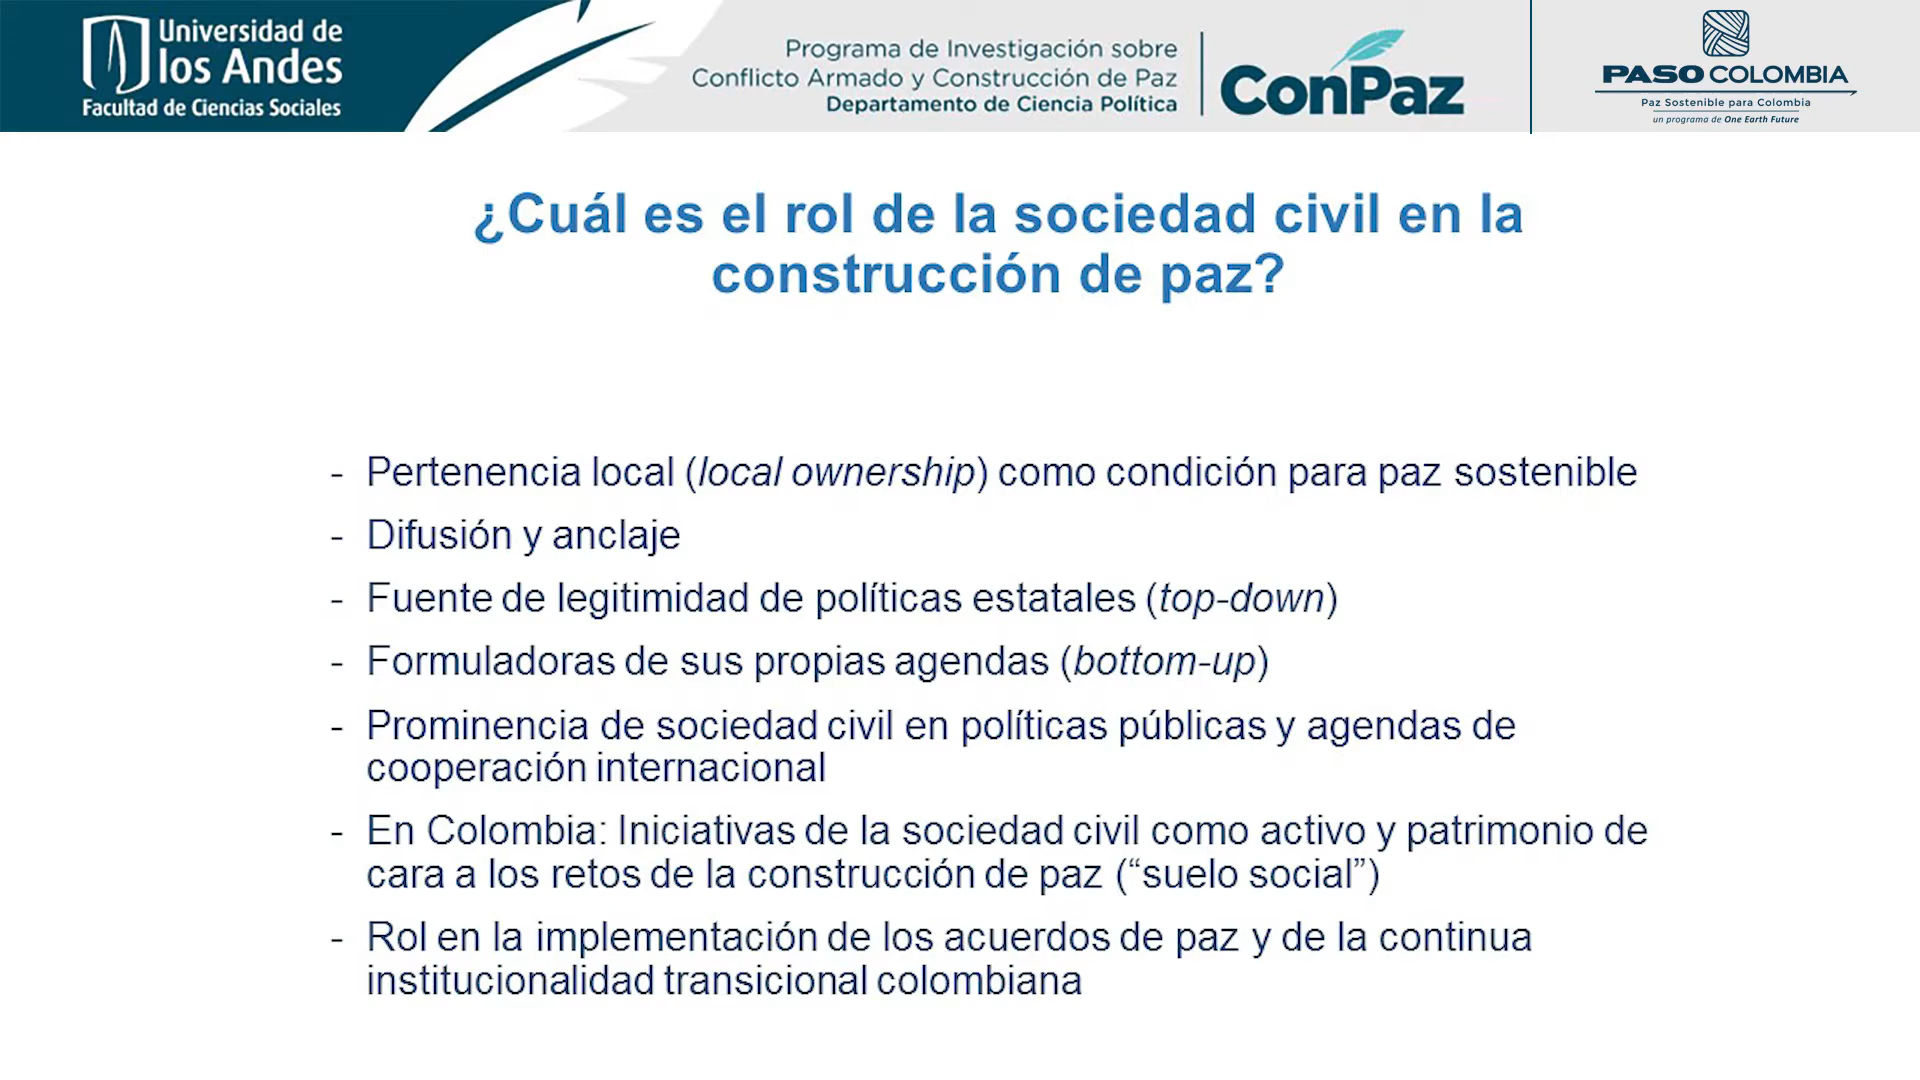 Universidad de
los Andes
Facultad de Ciencias Sociales
Programa de Investigación sobre
Conflicto Armado y Construcción de Paz
Departamento de Ciencia Política
ConPaz
PASO COLOMBIA
Paz Sostenible para Colombia
un programa de One Earth Future
¿Cuál es el rol de la sociedad civil en la
construcción de paz?
- Pertenencia local (local ownership) como condición para paz sostenible
- Difusión y anclaje
- Fuente de legitimidad de políticas estatales (top-down)
- Formuladoras de sus propias agendas (bottom-up)
- Prominencia de sociedad civil en políticas públicas y agendas de
cooperación internacional
- En Colombia: Iniciativas de la sociedad civil como activo y patrimonio de
cara a los retos de la construcción de paz (“suelo social”)
- Rol en la implementación de los acuerdos de paz y de la continua
institucionalidad transicional colombiana